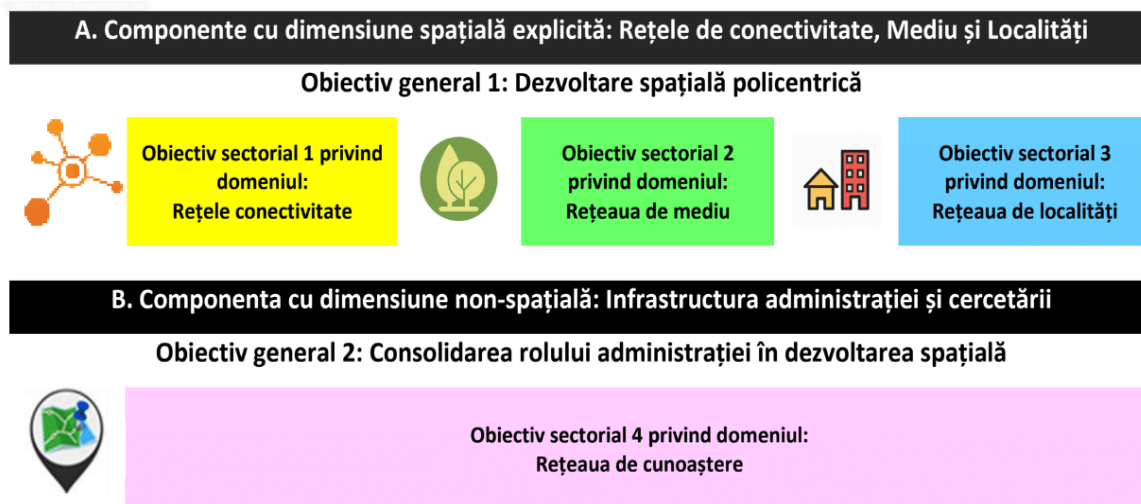 A. Componente cu dimensiune spațială explicită: Rețele de conectivitate, Mediu și Localități
Obiectiv general 1: Dezvoltare spațială policentrică
Obiectiv sectorial 1 privind
domeniul:
Rețele conectivitate
Obiectiv sectorial 2
privind domeniul:
Rețeaua de mediu
Obiectiv sectorial 3
privind domeniul:
Rețeaua de localități
B. Componenta cu dimensiune non-spațială: Infrastructura administrației și cercetării
Obiectiv general 2: Consolidarea rolului administrației în dezvoltarea spațială
Obiectiv sectorial 4 privind domeniul:
Rețeaua de cunoaștere